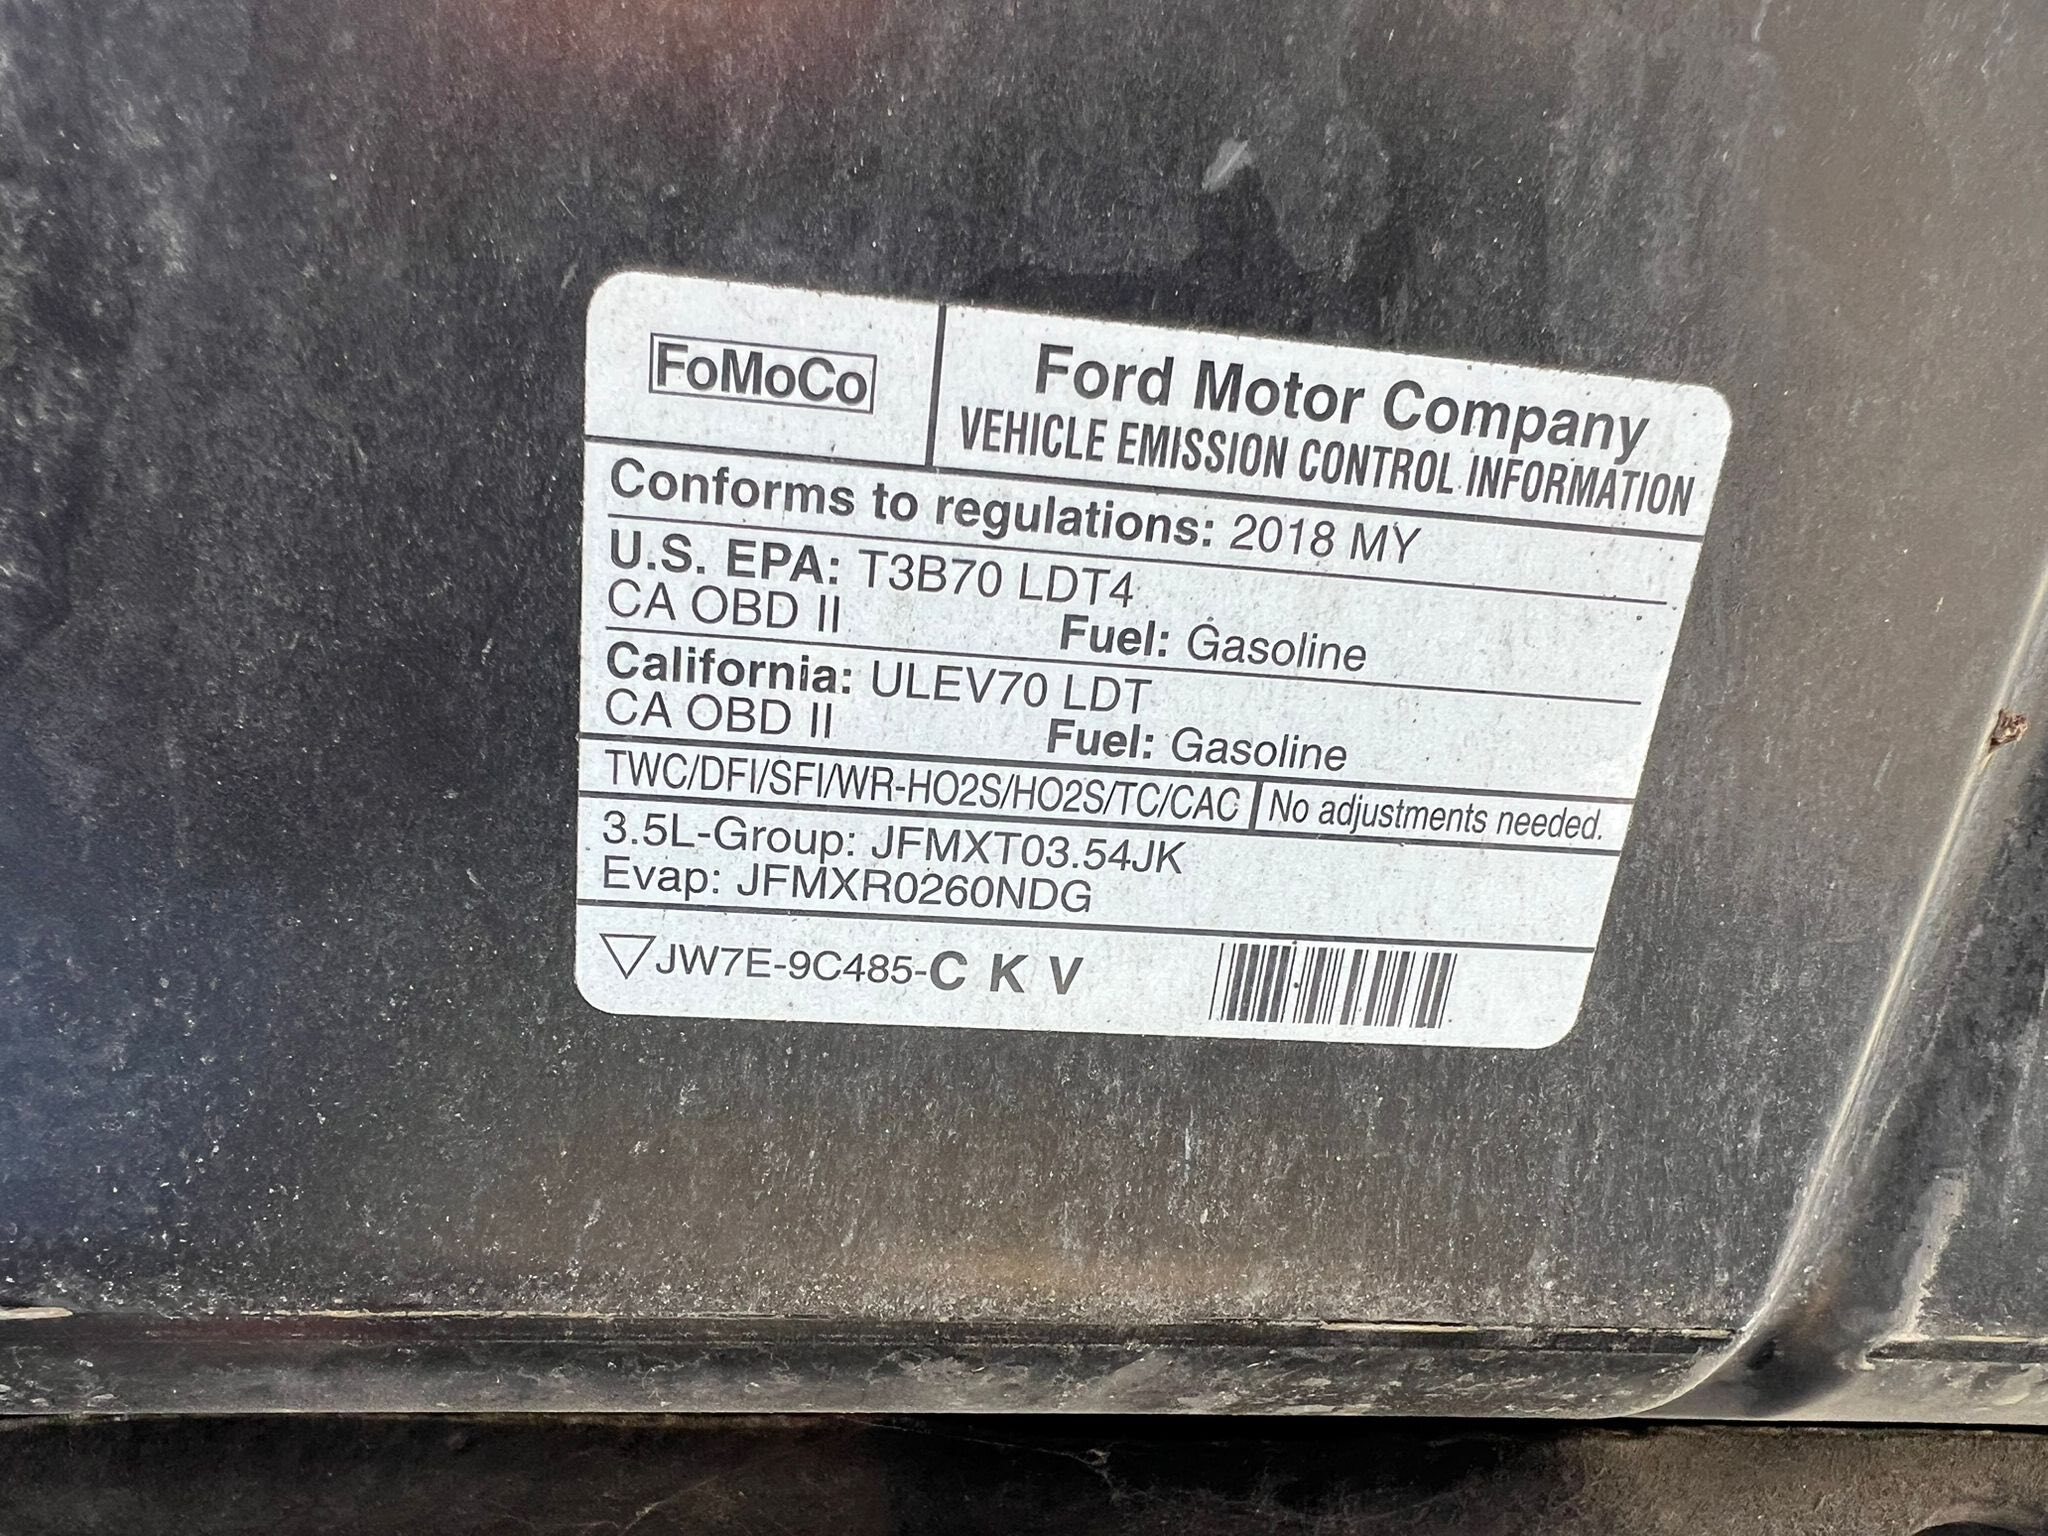 FoMoCo
Ford Motor Company
VEHICLE EMISSION CONTROL INFORMATION
Conforms to regulations: 2018 MY
U.S. EPA: T3B70 LDT4
CA OBD II Fuel: Gasoline
California: ULEV70 LDT
CA OBD II Fuel: Gasoline
TWC/DFI/SFI/WR-HO2S/HO2S/TC/CAC No adjustments needed.
3.5L-Group: JFMXT03.54JK
Evap: JFMXR0260NDG
JW7E-9C485-C K V